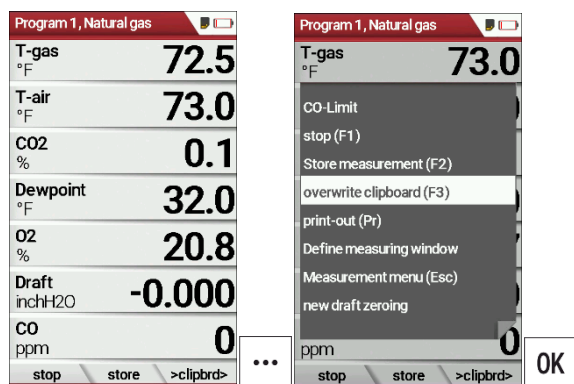 Program 1, Natural gas
T-gas
°F
72.5
T-air
°F
73.0
CO2
%
0.1
Dewpoint
°F
32.0
O2
%
20.8
Draft
inchH2O
-0.000
CO
ppm
0
stop store >clipbrd>
...
Program 1, Natural gas
T-gas
°F
73.0
CO-Limit
stop (F1)
Store measurement (F2)
overwrite clipboard (F3)
print-out (Pr)
Define measuring window
Measurement menu (Esc)
new draft zeroing
ppm
0
stop store >clipbrd>
OK